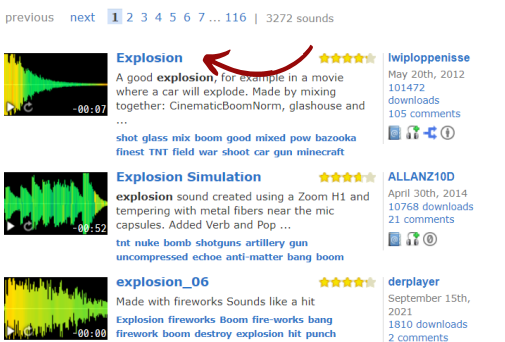 previous next 1 2 3 4 5 6 7 ... 116 | 3272 sounds
-00:07
Explosion
A good explosion, for example in a movie
where a car will explode. Made by mixing
together: CinematicBoomNorm, glashouse and
...
shot glass mix boom good mixed pow bazooka
finest TNT field war shoot car gun minecraft
lwiploppenisse
May 20th, 2012
101472
downloads
105 comments
-00:52
Explosion Simulation
explosion sound created using a Zoom H1 and
tempering with metal fibers near the mic
capsules. Added Verb and Pop ...
tnt nuke bomb shotguns artillery gun
uncompressed echoe anti-matter bang boom
ALLANZ10D
April 30th, 2014
10768 downloads
21 comments
-00:00
explosion_06
Made with fireworks Sounds like a hit
Explosion fireworks Boom fire-works bang
firework boom destroy explosion hit punch
derplayer
September 15th,
2021
1810 downloads
2 comments